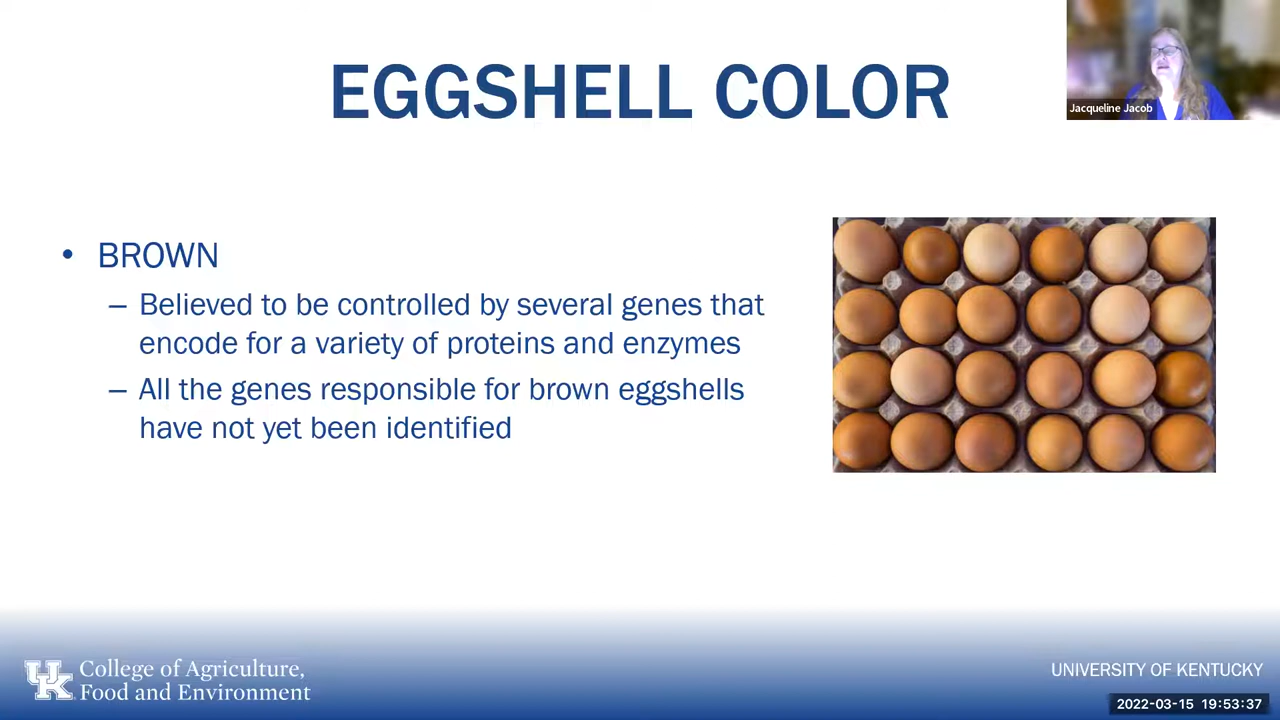 EGGSHELL COLOR
Jacqueline Jacob
• BROWN
– Believed to be controlled by several genes that
encode for a variety of proteins and enzymes
– All the genes responsible for brown eggshells
have not yet been identified
UK
College of Agriculture,
Food and Environment
UNIVERSITY OF KENTUCKY
2022-03-15 19:53:37